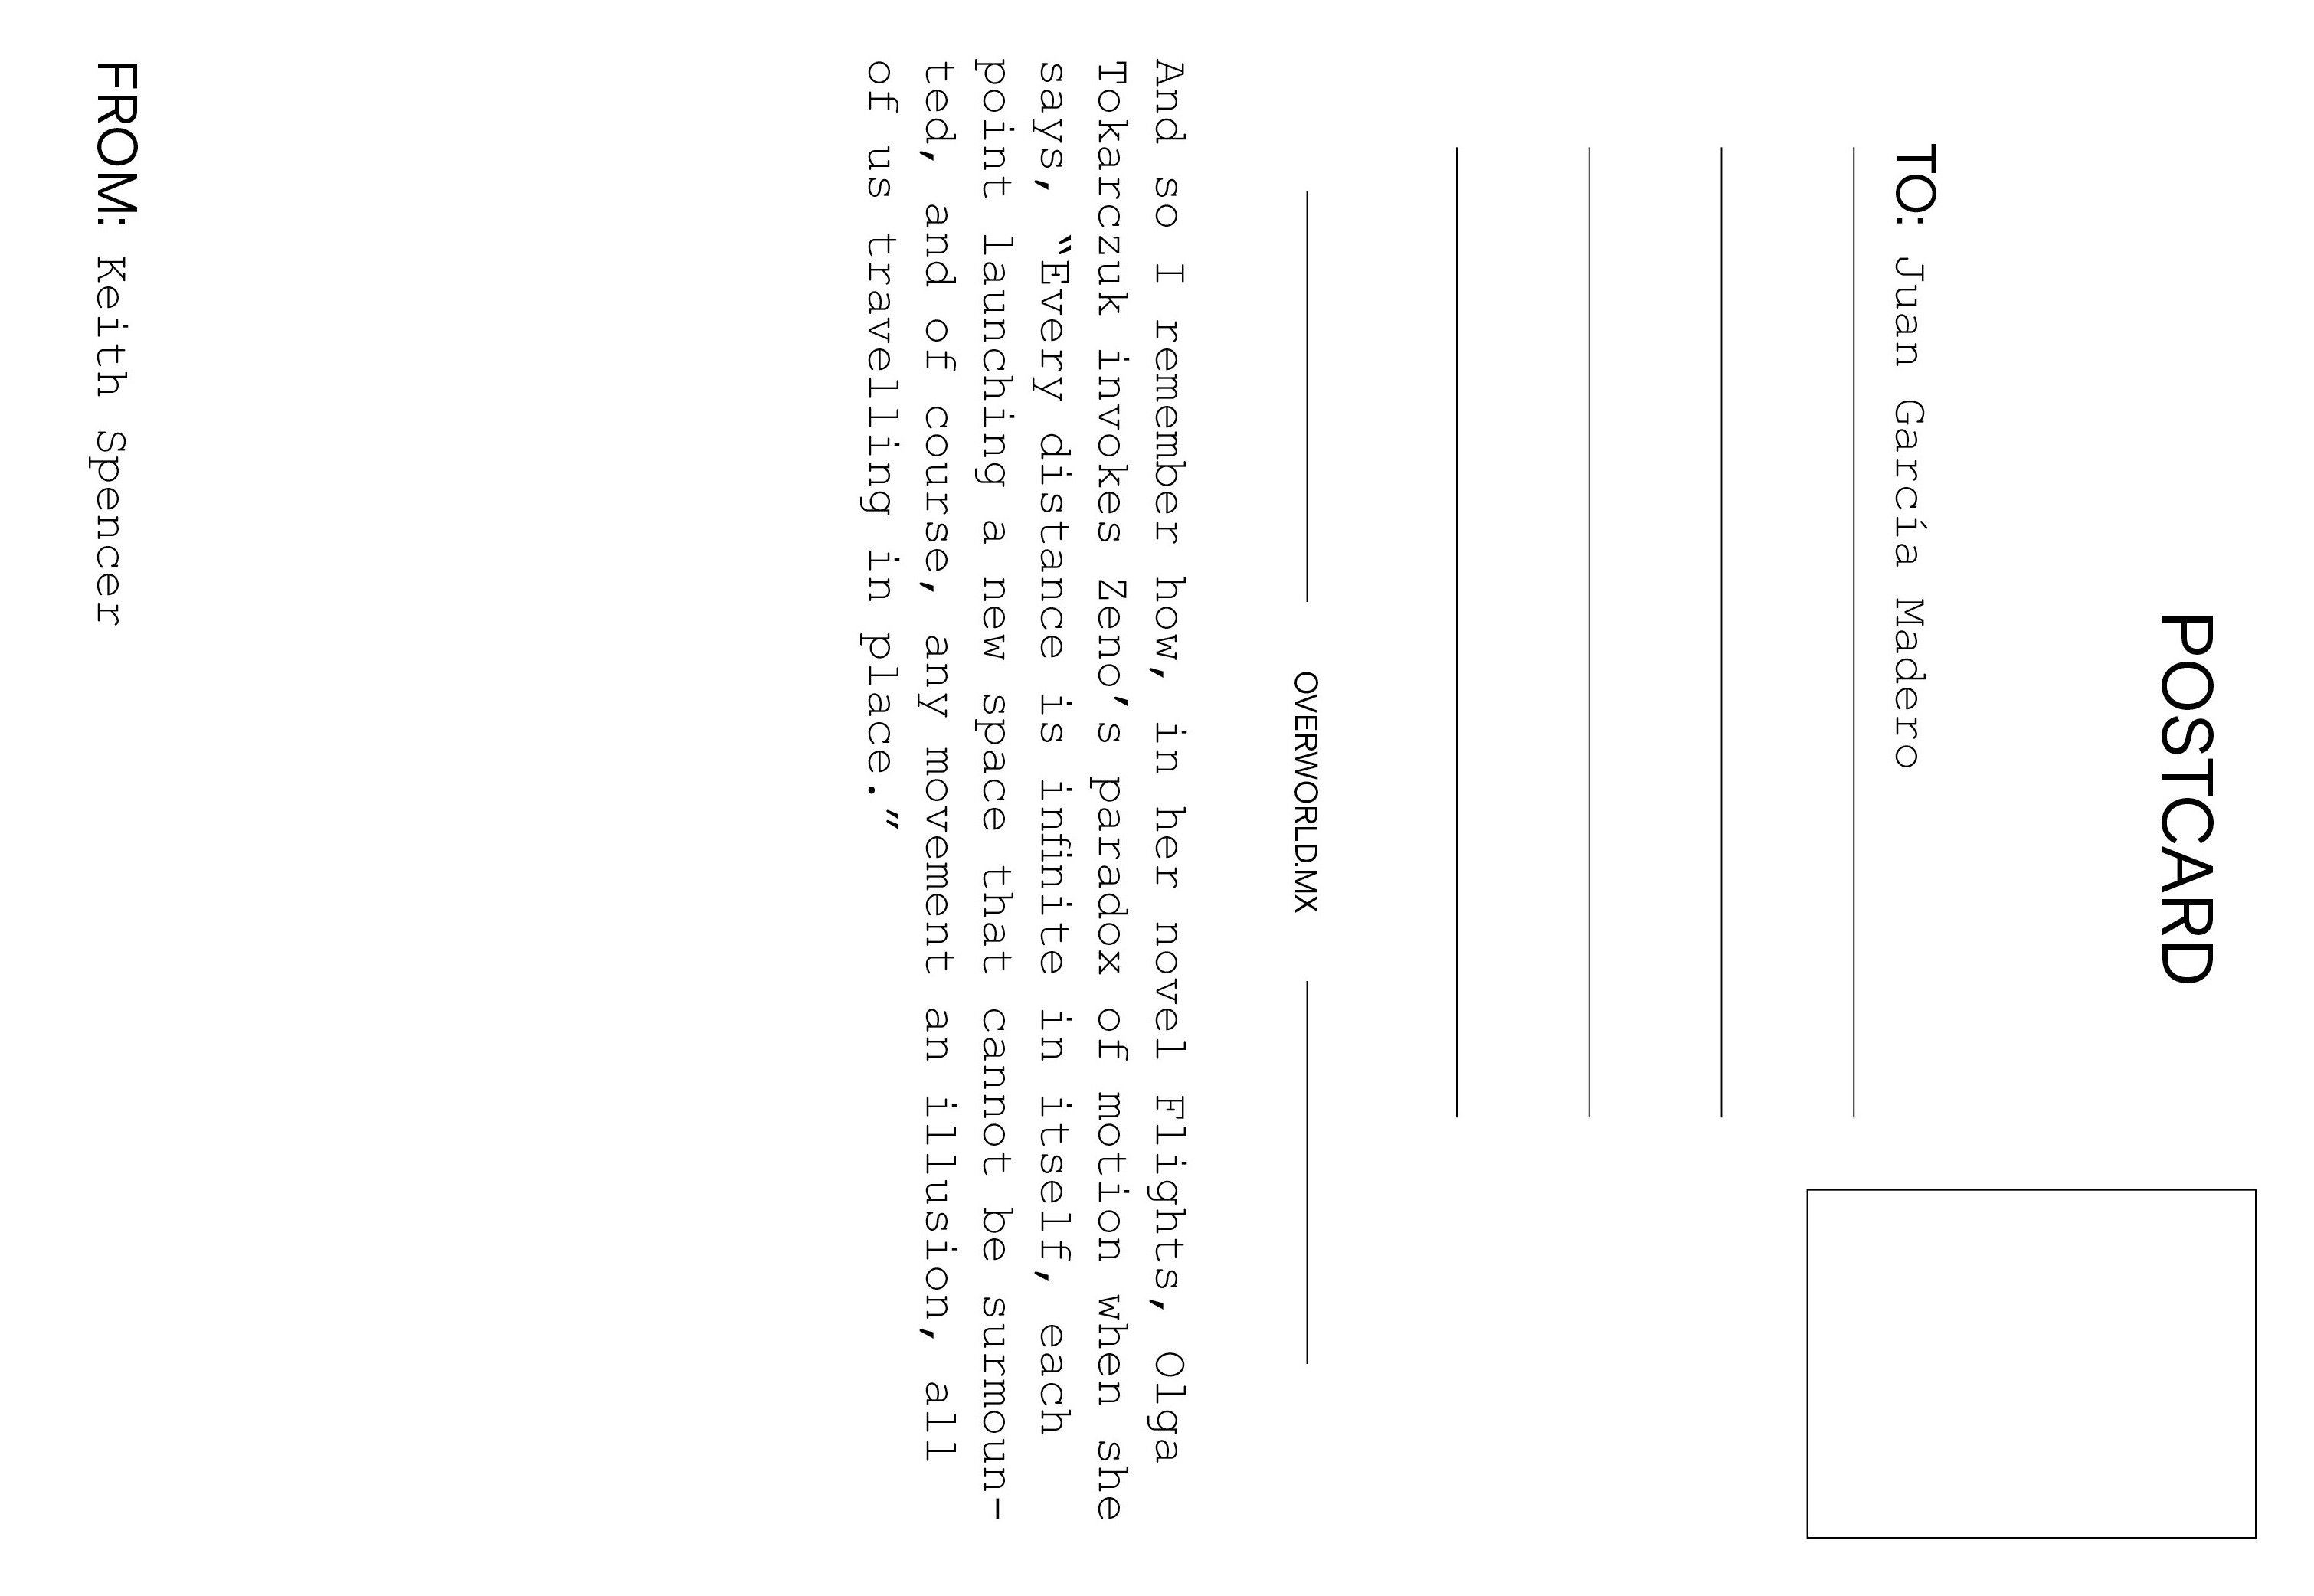 POSTCARD
TO: Juan García Madero
OVERWORLD.MX
And so I remember how, in her novel Flights, Olga
Tokarczuk invokes Zeno’s paradox of motion when she
says, “Every distance is infinite in itself, each
point launching a new space that cannot be surmoun-
ted, and of course, any movement an illusion, all
of us travelling in place.”
FROM: Keith Spencer